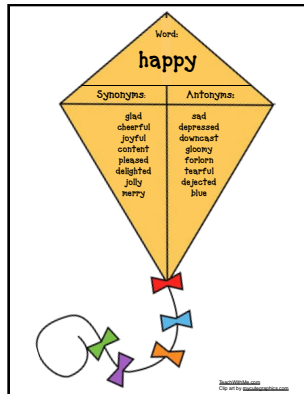 Word:
happy
Synonyms:
glad
cheerful
joyful
content
pleased
delighted
jolly
merry
Antonyms:
sad
depressed
downcast
gloomy
forlorn
tearful
dejected
blue
TeachWithMe.com
Clip art by mycutegraphics.com